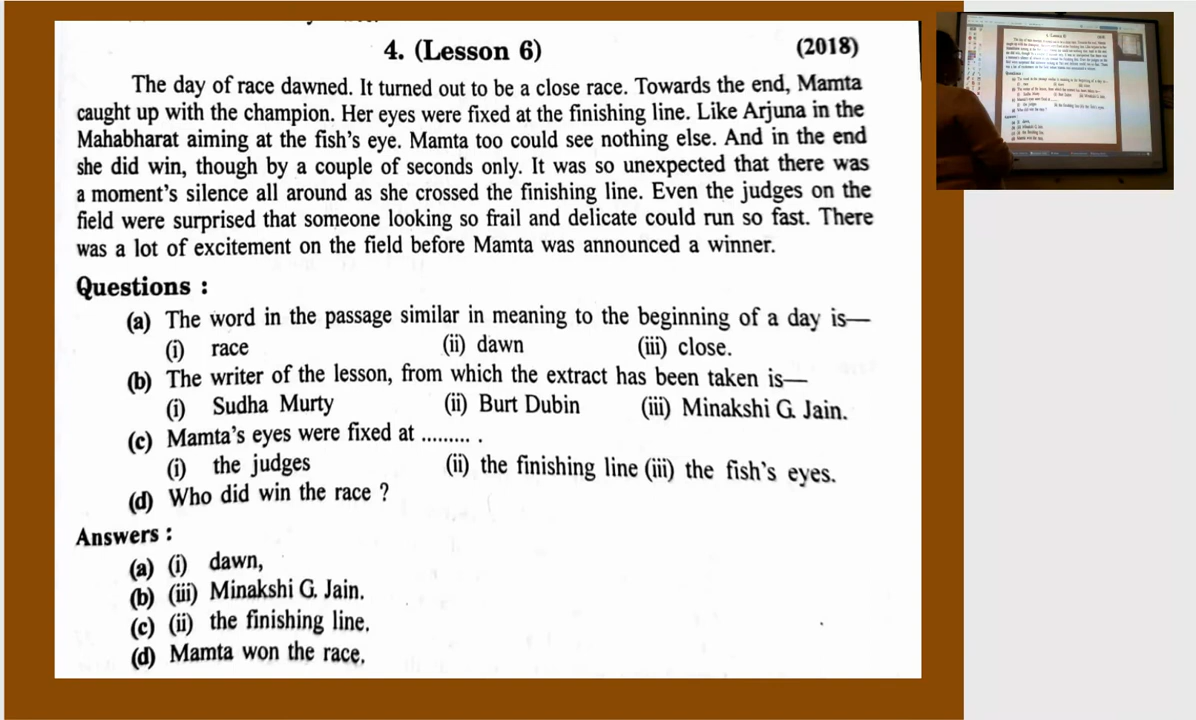 4. (Lesson 6) (2018)
The day of race dawned. It turned out to be a close race. Towards the end, Mamta
caught up with the champion. Her eyes were fixed at the finishing line. Like Arjuna in the
Mahabharat aiming at the fish's eye. Mamta too could see nothing else. And in the end
she did win, though by a couple of seconds only. It was so unexpected that there was
a moment's silence all around as she crossed the finishing line. Even the judges on the
field were surprised that someone looking so frail and delicate could run so fast. There
was a lot of excitement on the field before Mamta was announced a winner.
Questions :
(a) The word in the passage similar in meaning to the beginning of a day is—
(i) race (ii) dawn (iii) close.
(b) The writer of the lesson, from which the extract has been taken is—
(i) Sudha Murty (ii) Burt Dubin (iii) Minakshi G. Jain.
(c) Mamta's eyes were fixed at ......... .
(i) the judges (ii) the finishing line (iii) the fish's eyes.
(d) Who did win the race ?
Answers :
(a) (i) dawn,
(b) (iii) Minakshi G. Jain.
(c) (ii) the finishing line.
(d) Mamta won the race.